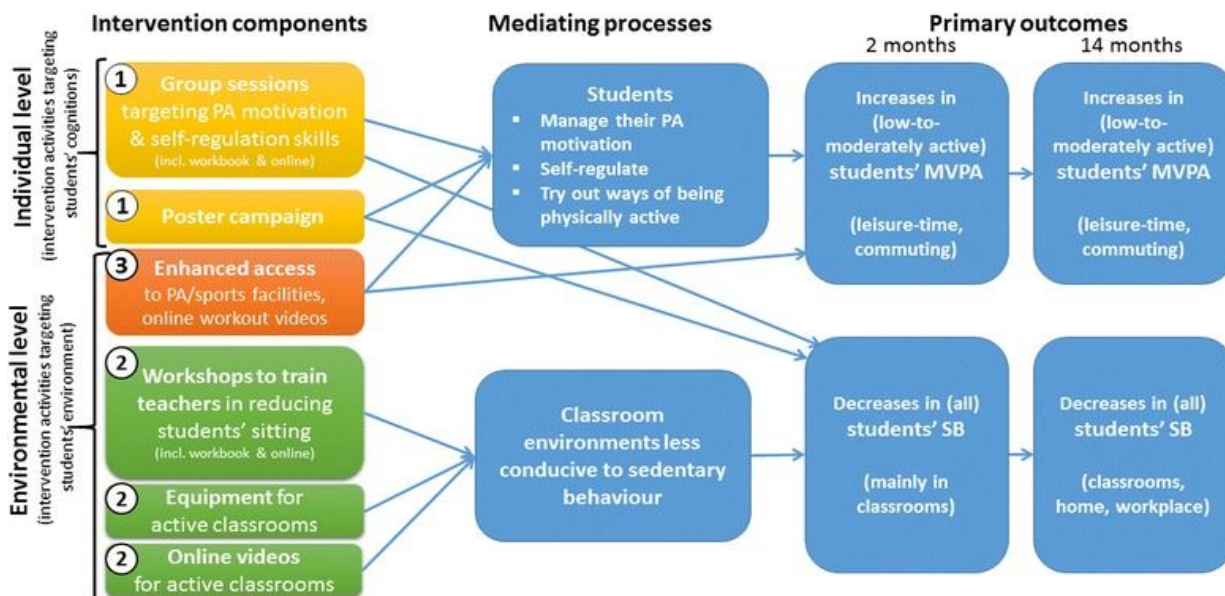 Intervention components
Mediating processes
Primary outcomes
2 months
14 months
Individual level
(intervention activities targeting
students' cognitions)
1
Group sessions
targeting PA motivation
& self-regulation skills
(incl. workbook & online)
1
Poster campaign
Environmental level
(intervention activities targeting
students' environment)
3
Enhanced access
to PA/sports facilities,
online workout videos
2
Workshops to train
teachers in reducing
students' sitting
(incl. workbook & online)
2
Equipment for
active classrooms
2
Online videos
for active classrooms
Students
▪ Manage their PA
motivation
▪ Self-regulate
▪ Try out ways of being
physically active
Classroom
environments less
conducive to sedentary
behaviour
Increases in
(low-to-
moderately active)
students' MVPA
(leisure-time,
commuting)
Increases in
(low-to-
moderately active)
students' MVPA
(leisure-time,
commuting)
Decreases in (all)
students' SB
(mainly in
classrooms)
Decreases in (all)
students' SB
(classrooms,
home, workplace)